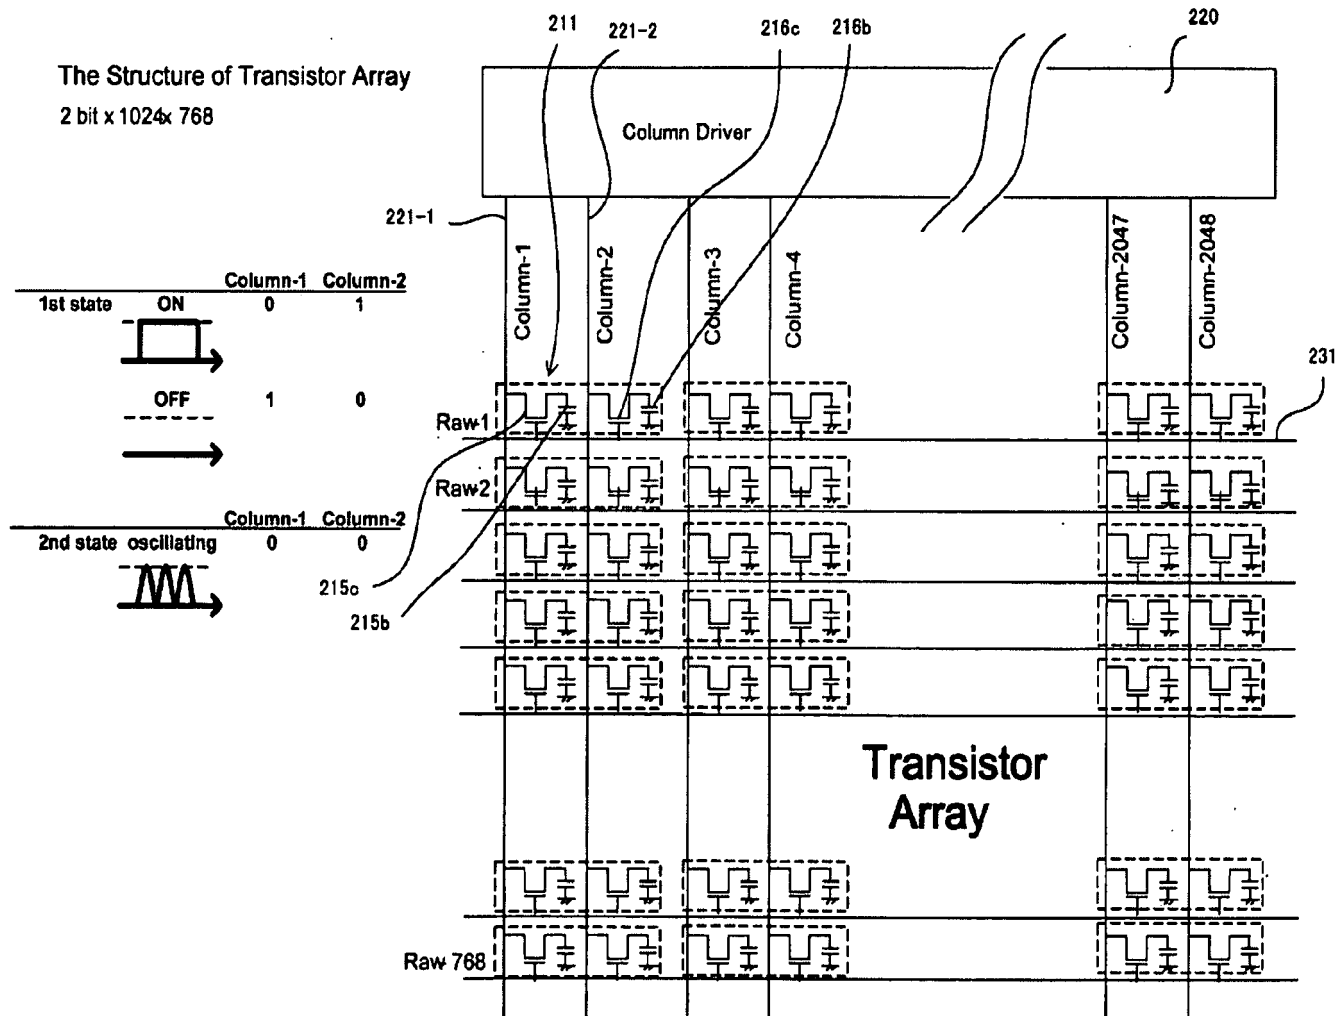 211
221-2
216c
216b
220
The Structure of Transistor Array
2 bit x 1024x 768
Column Driver
221-1
Column-1
Column-2
Column-3
Column-4
Column-2047
Column-2048
Column-1 Column-2
1st state ON 0 1
OFF 1 0
231
Raw1
Raw2
Column-1 Column-2
2nd state oscillating 0 0
215c
215b
Transistor
Array
Raw 768